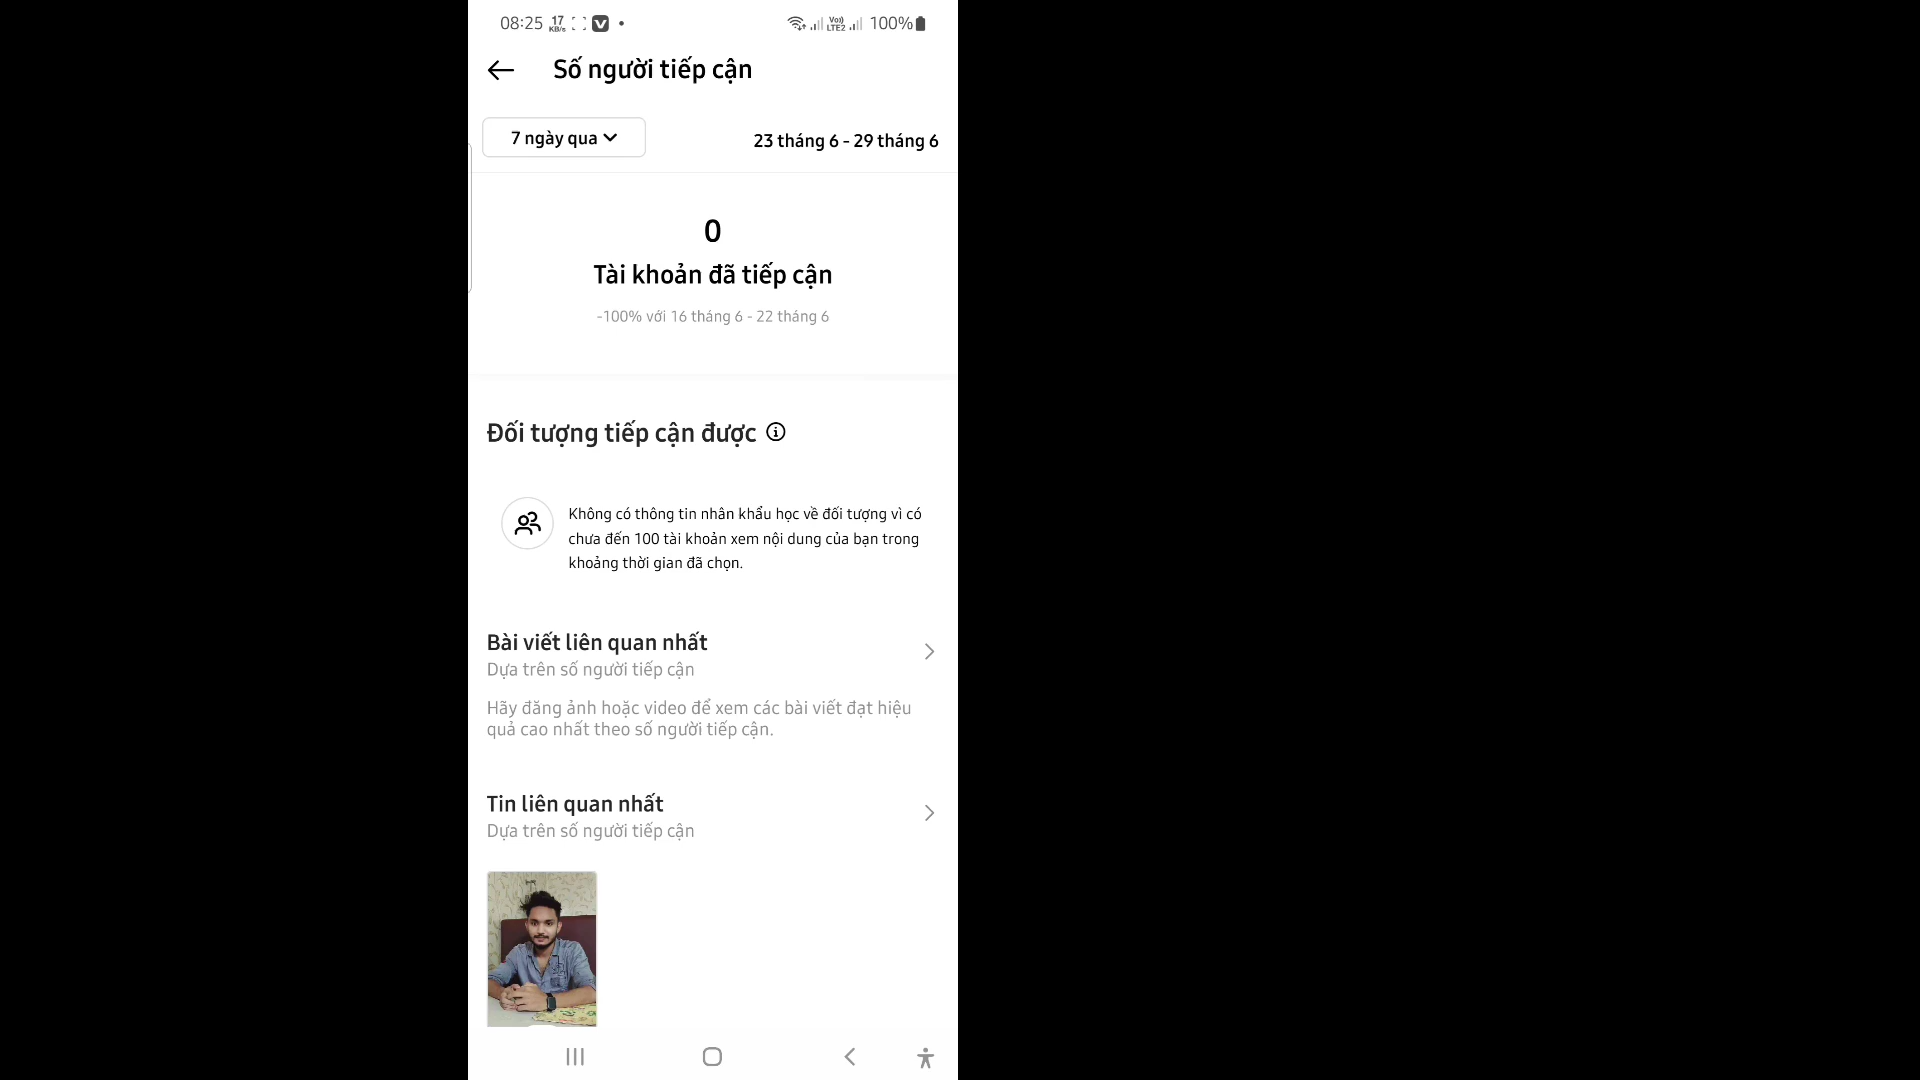 08:25 17 KB/s V Vo)) LTE2 100%
Số người tiếp cận
7 ngày qua
23 tháng 6 - 29 tháng 6
0
Tài khoản đã tiếp cận
-100% với 16 tháng 6 - 22 tháng 6
Đối tượng tiếp cận được
Không có thông tin nhân khẩu học về đối tượng vì có
chưa đến 100 tài khoản xem nội dung của bạn trong
khoảng thời gian đã chọn.
Bài viết liên quan nhất
Dựa trên số người tiếp cận
Hãy đăng ảnh hoặc video để xem các bài viết đạt hiệu
quả cao nhất theo số người tiếp cận.
Tin liên quan nhất
Dựa trên số người tiếp cận